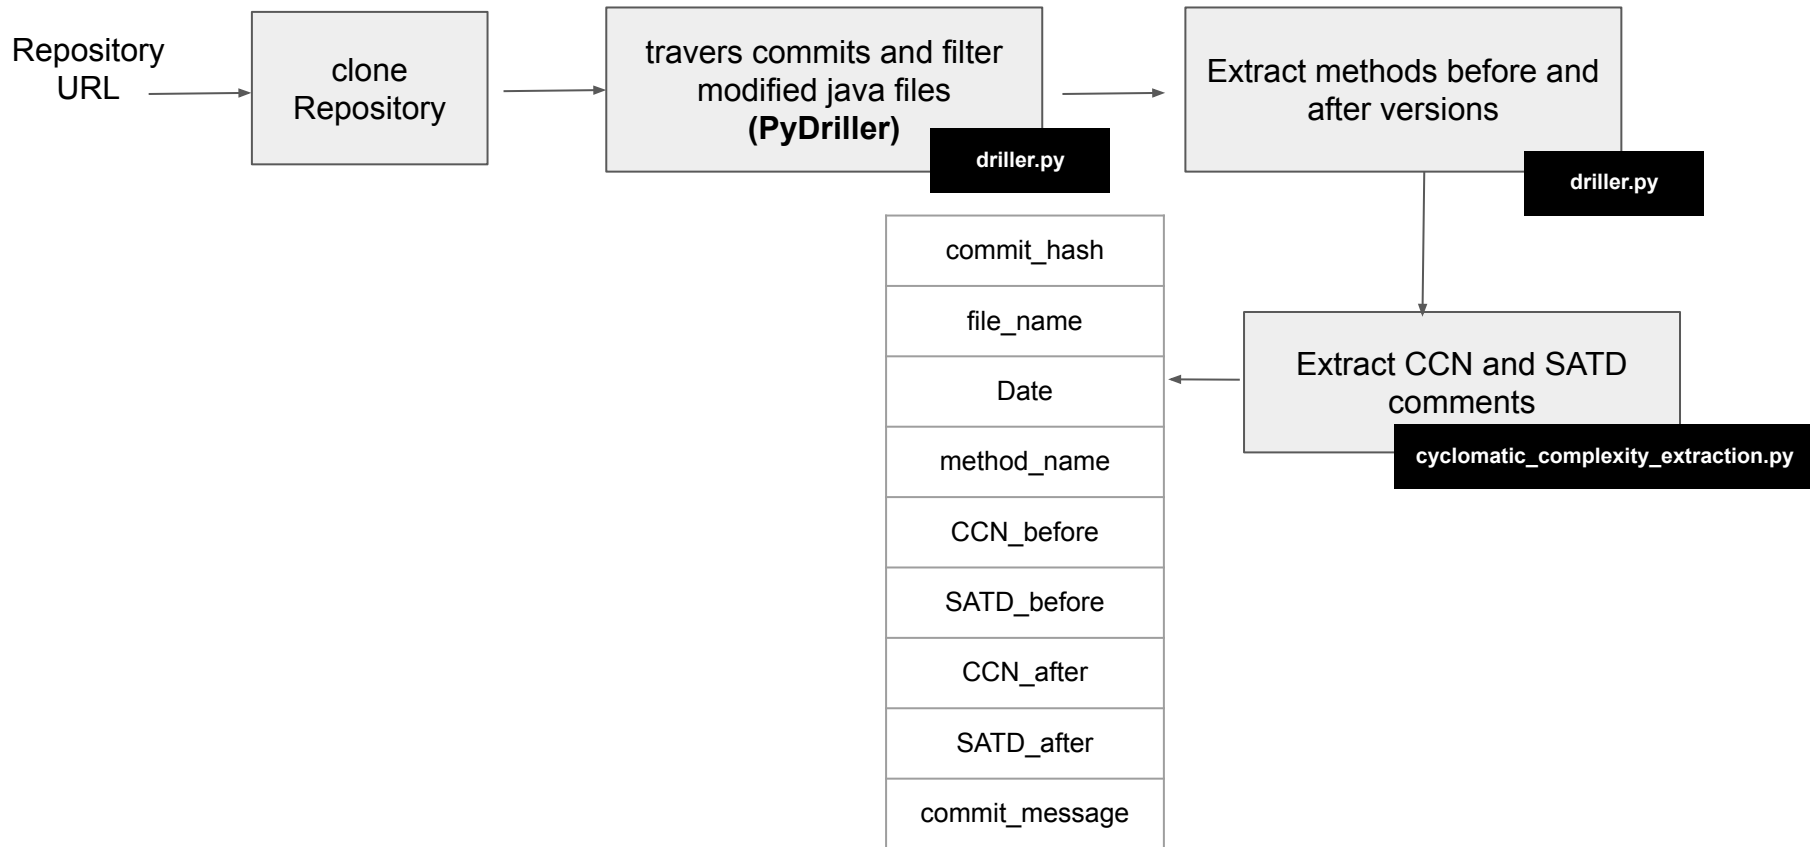 Repository
URL
clone
Repository
travers commits and filter
modified java files
(PyDriller)
driller.py
Extract methods before and
after versions
driller.py
Extract CCN and SATD
comments
cyclomatic_complexity_extraction.py
commit_hash
file_name
Date
method_name
CCN_before
SATD_before
CCN_after
SATD_after
commit_message